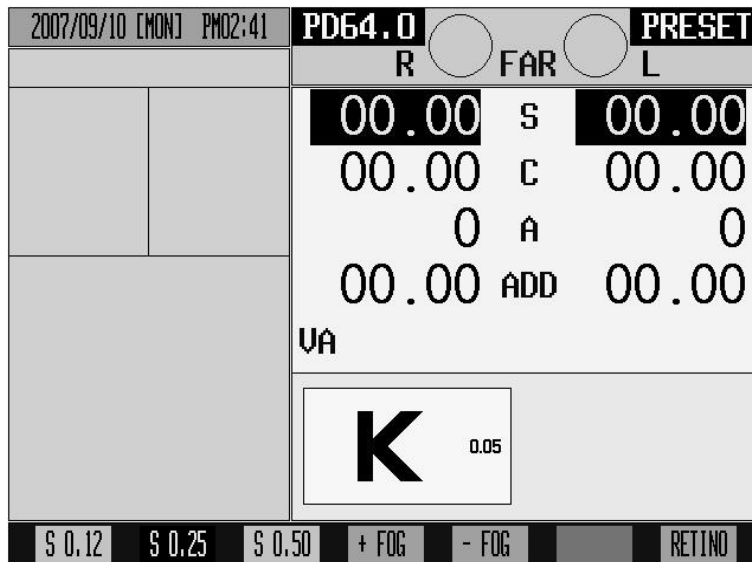 2007/09/10 [MON] PM02:41
PD64.0 PRESET
R FAR L
00.00 S 00.00
00.00 C 00.00
0 A 0
00.00 ADD 00.00
VA
K 0.05
S 0.12 S 0.25 S 0.50 + FOG - FOG RETINO